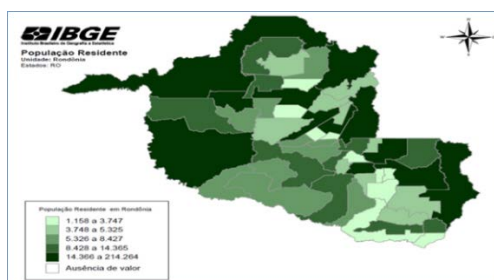 IBGE
Instituto Brasileiro de Geografia e Estatística
População Residente
Unidade: Rondônia
Estados: RO
População Residente em Rondônia
1.158 a 3.747
3.748 a 5.325
5.326 a 8.427
8.428 a 14.365
14.366 a 214.264
Ausência de valor